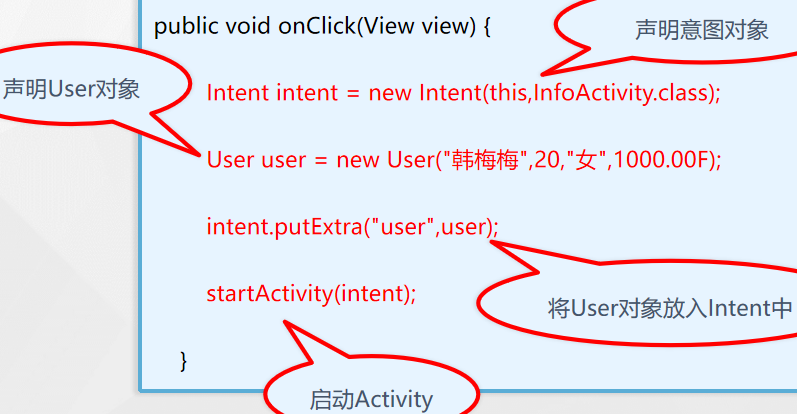 public void onClick(View view) {
声明意图对象
声明User对象
Intent intent = new Intent(this,InfoActivity.class);
User user = new User("韩梅梅",20,"女",1000.00F);
intent.putExtra("user",user);
startActivity(intent);
将User对象放入Intent中
}
启动Activity